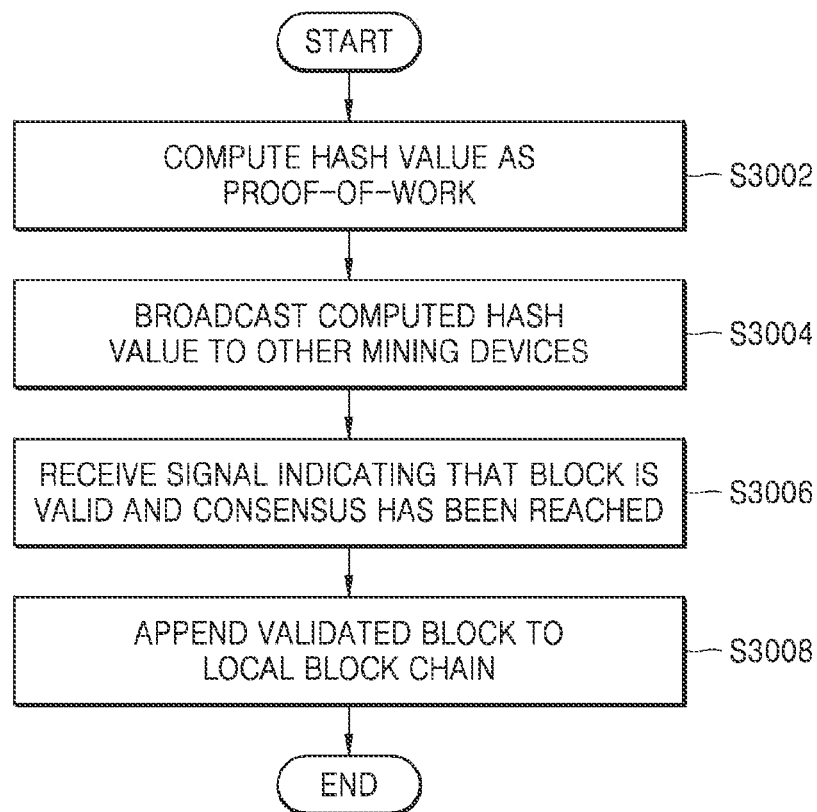 START
COMPUTE HASH VALUE AS
PROOF-OF-WORK
S3002
BROADCAST COMPUTED HASH
VALUE TO OTHER MINING DEVICES
S3004
RECEIVE SIGNAL INDICATING THAT BLOCK IS
VALID AND CONSENSUS HAS BEEN REACHED
S3006
APPEND VALIDATED BLOCK TO
LOCAL BLOCK CHAIN
S3008
END